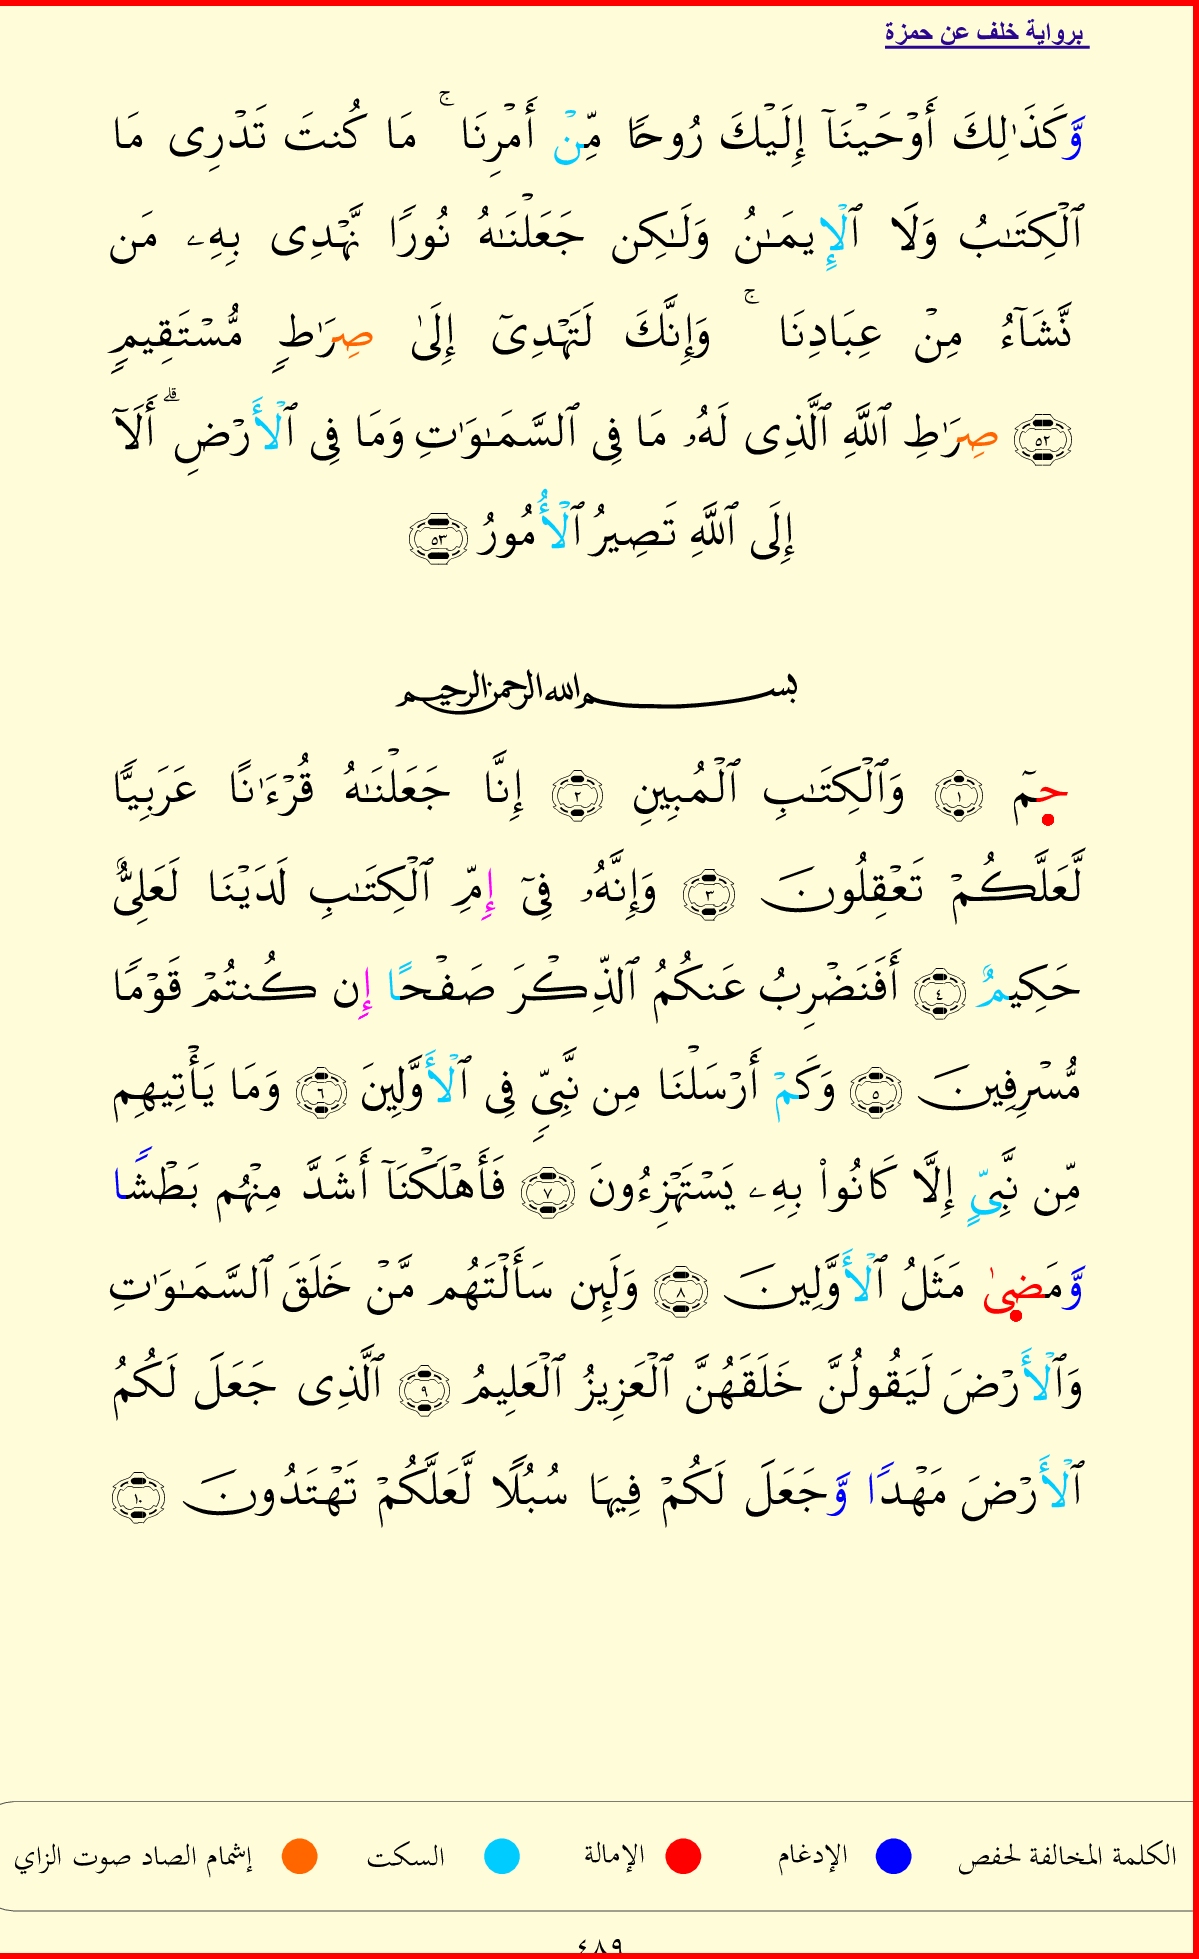 برواية خلف عن حمزة
وَّكَذَٰلِكَ أَوۡحَيۡنَآ إِلَيۡكَ رُوحٗا مِّنۡ أَمۡرِنَاۚ مَا كُنتَ تَدۡرِي مَا
ٱلۡكِتَٰبُ وَلَا ٱلۡإِيمَٰنُ وَلَٰكِن جَعَلۡنَٰهُ نُورٗا نَّهۡدِي بِهِۦ مَن
نَّشَآءُ مِنۡ عِبَادِنَاۚ وَإِنَّكَ لَتَهۡدِيٓ إِلَىٰ صِرَٰطٖ مُّسۡتَقِيمٖ
٥٢ صِرَٰطِ ٱللَّهِ ٱلَّذِي لَهُۥ مَا فِي ٱلسَّمَٰوَٰتِ وَمَا فِي ٱلۡأَرۡضِۗ أَلَآ
إِلَى ٱللَّهِ تَصِيرُ ٱلۡأُمُورُ ٥٣
بسم الله الرحمن الرحيم
حمٓ ١ وَٱلۡكِتَٰبِ ٱلۡمُبِينِ ٢ إِنَّا جَعَلۡنَٰهُ قُرۡءَٰنًا عَرَبِيّٗا
لَّعَلَّكُمۡ تَعۡقِلُونَ ٣ وَإِنَّهُۥ فِيٓ إِمِّ ٱلۡكِتَٰبِ لَدَيۡنَا لَعَلِيٌّ
حَكِيمٌ ٤ أَفَنَضۡرِبُ عَنكُمُ ٱلذِّكۡرَ صَفۡحًا إِن كُنتُمۡ قَوۡمٗا
مُّسۡرِفِينَ ٥ وَكَمۡ أَرۡسَلۡنَا مِن نَّبِيّٖ فِي ٱلۡأَوَّلِينَ ٦ وَمَا يَأۡتِيهِم
مِّن نَّبِيٍّ إِلَّا كَانُواْ بِهِۦ يَسۡتَهۡزِءُونَ ٧ فَأَهۡلَكۡنَآ أَشَدَّ مِنۡهُم بَطۡشٗا
وَّمَضَىٰ مَثَلُ ٱلۡأَوَّلِينَ ٨ وَلَئِن سَأَلۡتَهُم مَّنۡ خَلَقَ ٱلسَّمَٰوَٰتِ
وَٱلۡأَرۡضَ لَيَقُولُنَّ خَلَقَهُنَّ ٱلۡعَزِيزُ ٱلۡعَلِيمُ ٩ ٱلَّذِي جَعَلَ لَكُمُ
ٱلۡأَرۡضَ مَهۡدٗا وَّجَعَلَ لَكُمۡ فِيهَا سُبُلٗا لَّعَلَّكُمۡ تَهۡتَدُونَ ١٠
الكلمة المخالفة لحفص الإدغام الإمالة السكت إشمام الصاد صوت الزاي
٤٨٩